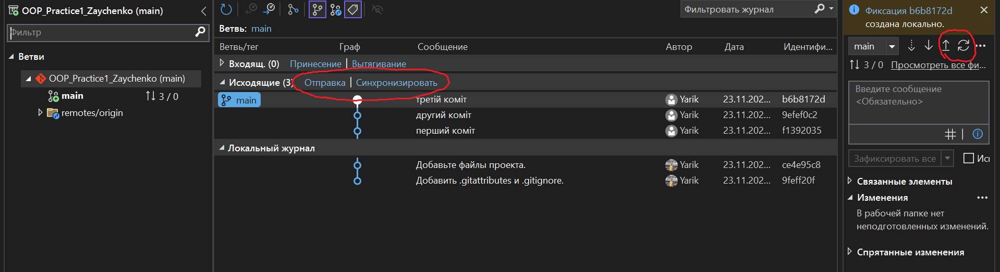 OOP_Practice1_Zaychenko (main)
Фильтр
Ветви
OOP_Practice1_Zaychenko (main)
main 3 / 0
remotes/origin
Фильтровать журнал
Ветвь: main
Ветвь/тег Граф Сообщение Автор Дата Идентифи...
Входящ. (0) Принесение | Вытягивание
Исходящие (3) Отправка | Синхронизировать
main третій коміт Yarik 23.11.202... b6b8172d
другий коміт Yarik 23.11.202... 9efef0c2
перший коміт Yarik 23.11.202... f1392035
Локальный журнал
Добавьте файлы проекта. Yarik 23.11.202... ce4e95c8
Добавить .gitattributes и .gitignore. Yarik 23.11.202... 9feff20f
Фиксация b6b8172d
создана локально.
main
3 / 0 Просмотреть все фи...
Введите сообщение
<Обязательно>
Зафиксировать все Исп
Связанные элементы
Изменения
В рабочей папке нет
неподготовленных изменений.
Спрятанные изменения